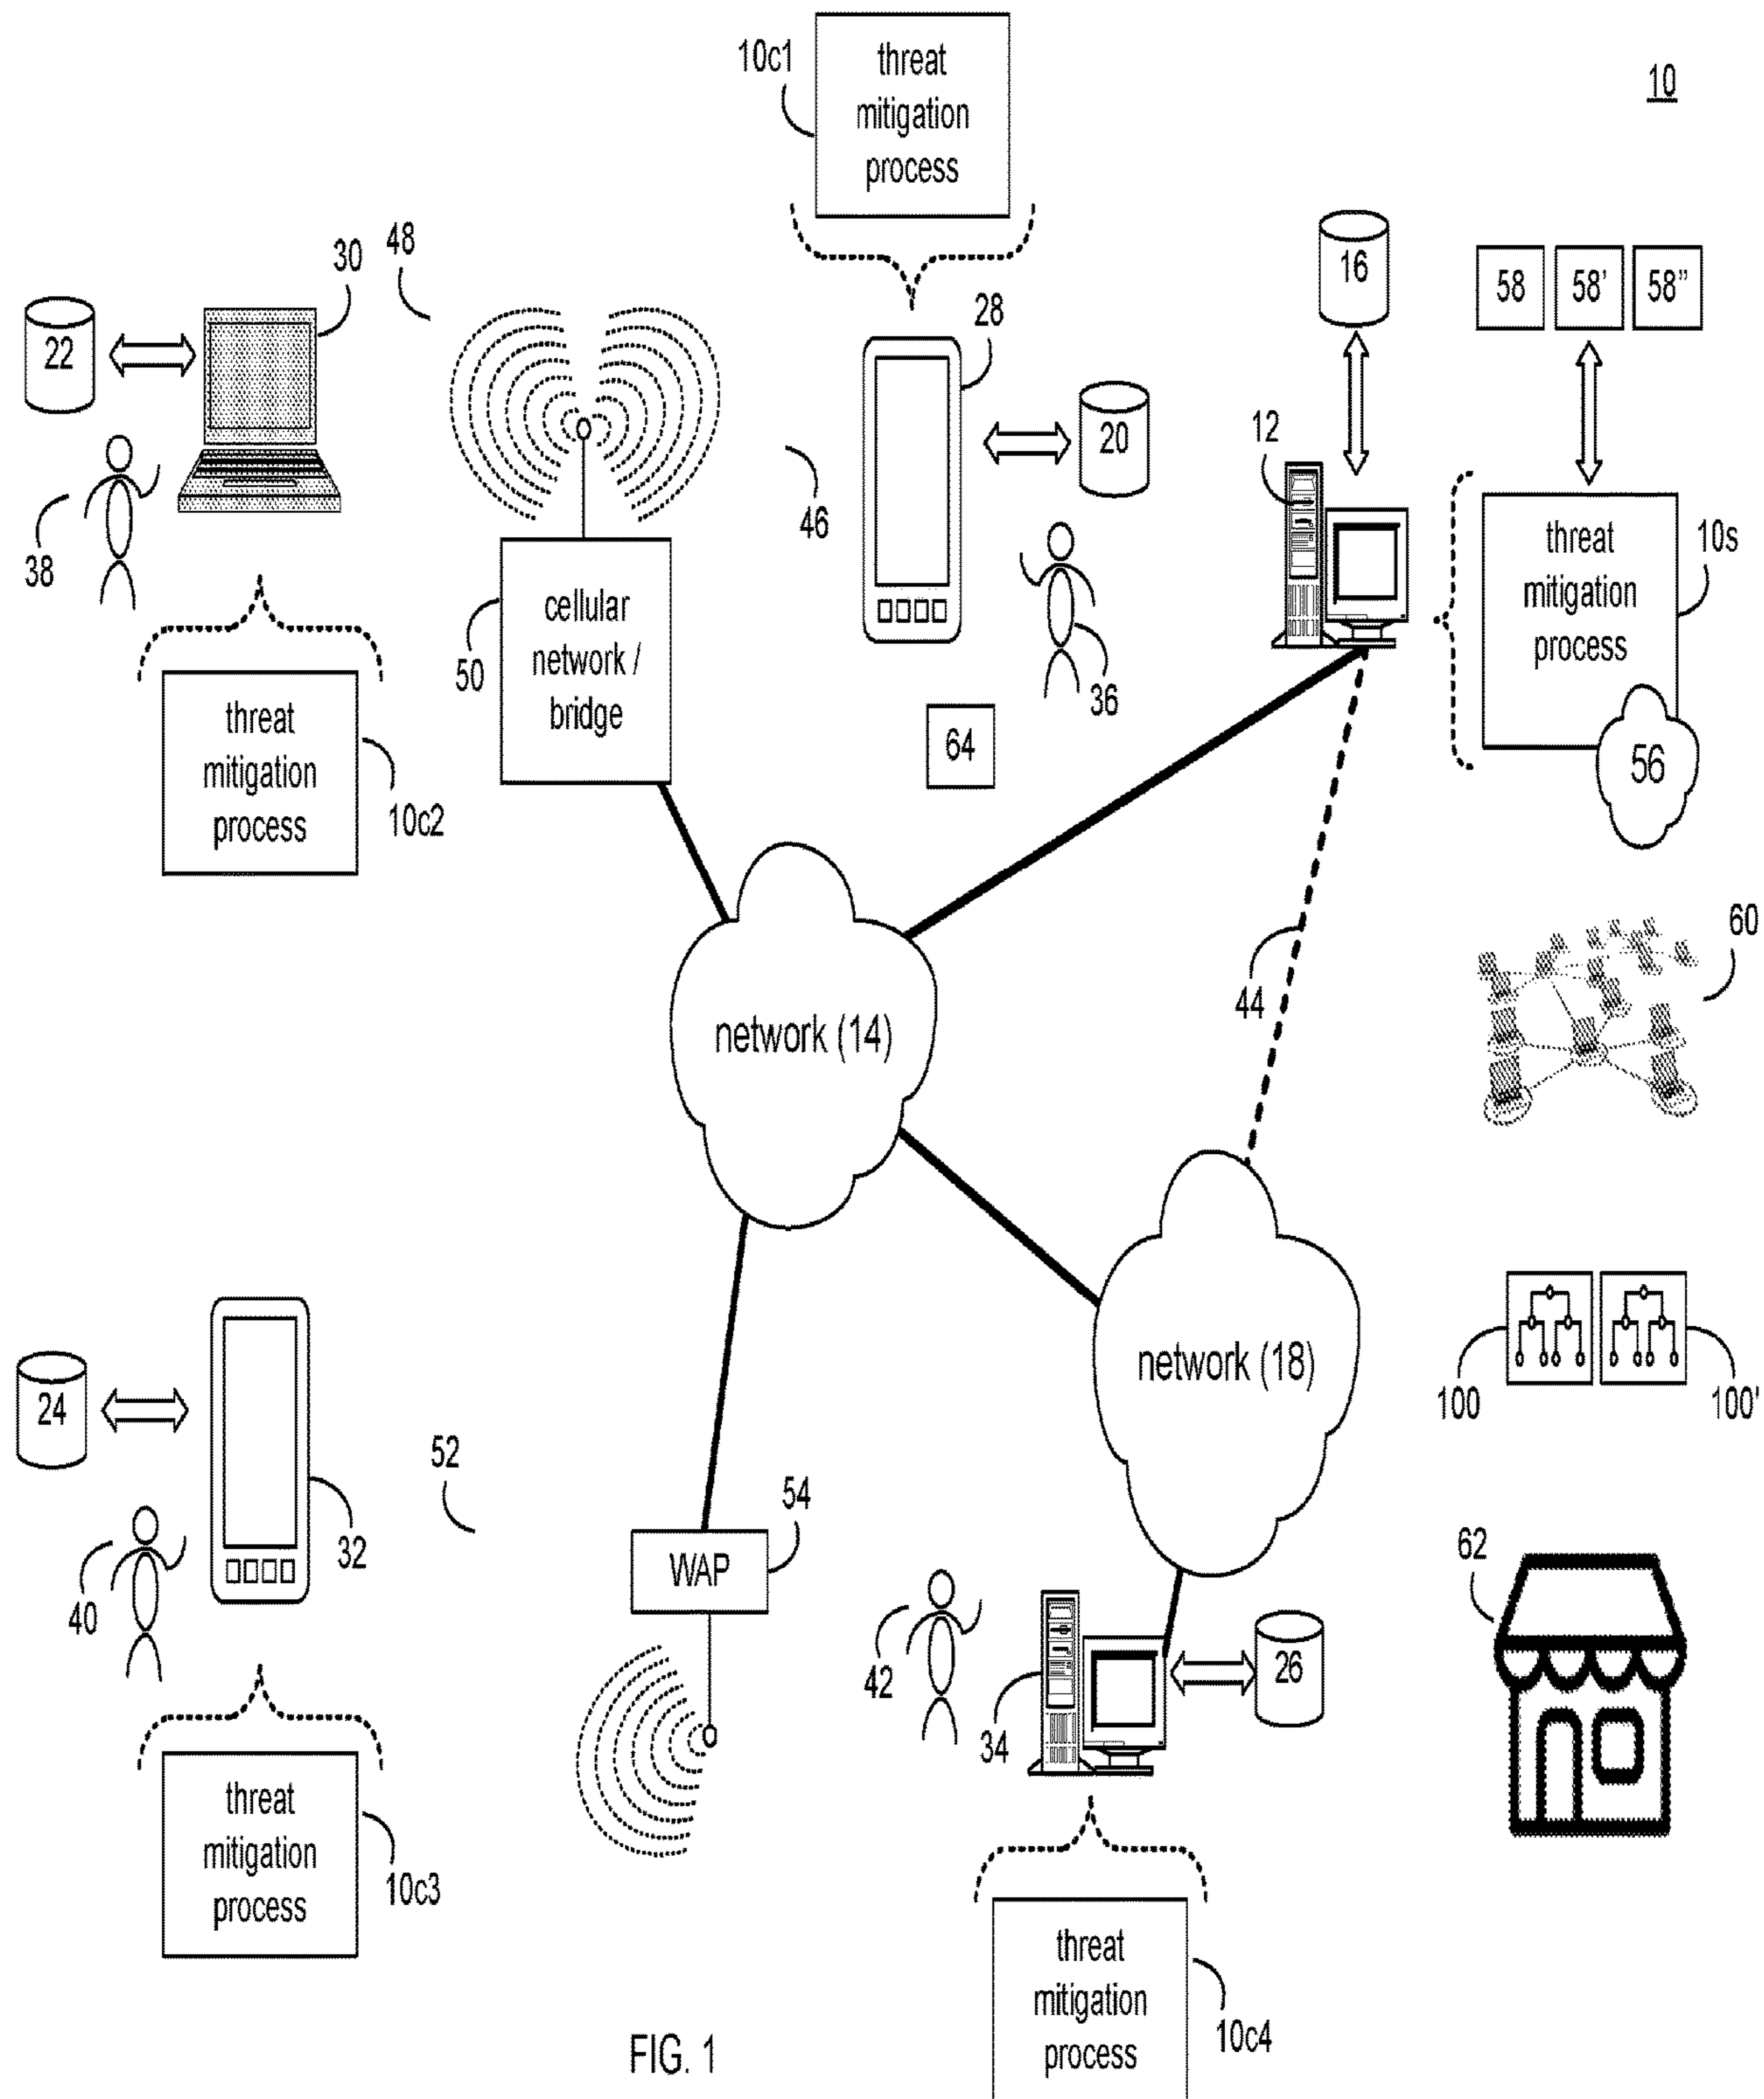 10c1
threat
mitigation
process
10
48
30
22
16
58
58'
58"
28
12
20
38
46
threat
mitigation
process
10s
cellular
network /
bridge
50
36
64
56
threat
mitigation
process
10c2
60
44
network (14)
network (18)
100
100'
24
52
54
32
WAP
62
40
42
26
34
threat
mitigation
process
10c3
threat
mitigation
process
10c4
FIG. 1